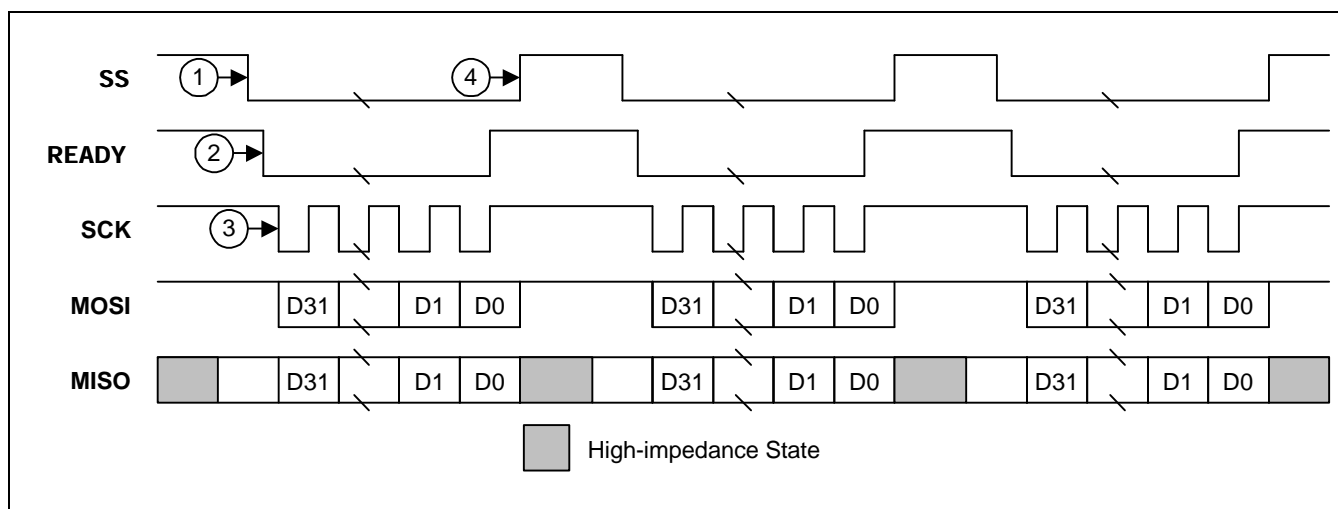 SS 1 4
READY 2
SCK 3
MOSI D31 D1 D0 D31 D1 D0 D31 D1 D0
MISO D31 D1 D0 D31 D1 D0 D31 D1 D0
High-impedance State